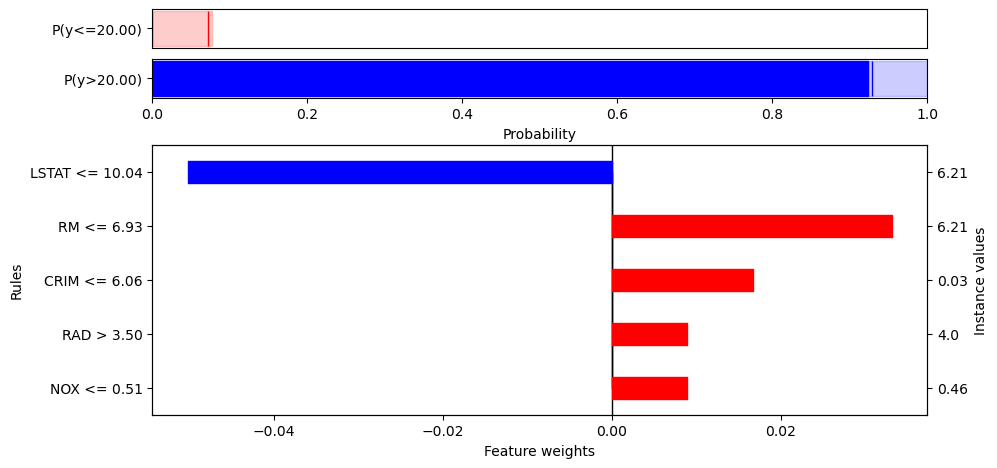 P(y<=20.00)
P(y>20.00)
0.0 0.2 0.4 0.6 0.8 1.0
Probability
LSTAT <= 10.04 6.21
RM <= 6.93 6.21
CRIM <= 6.06 0.03
RAD > 3.50 4.0
NOX <= 0.51 0.46
Rules
Instance values
−0.04 −0.02 0.00 0.02
Feature weights